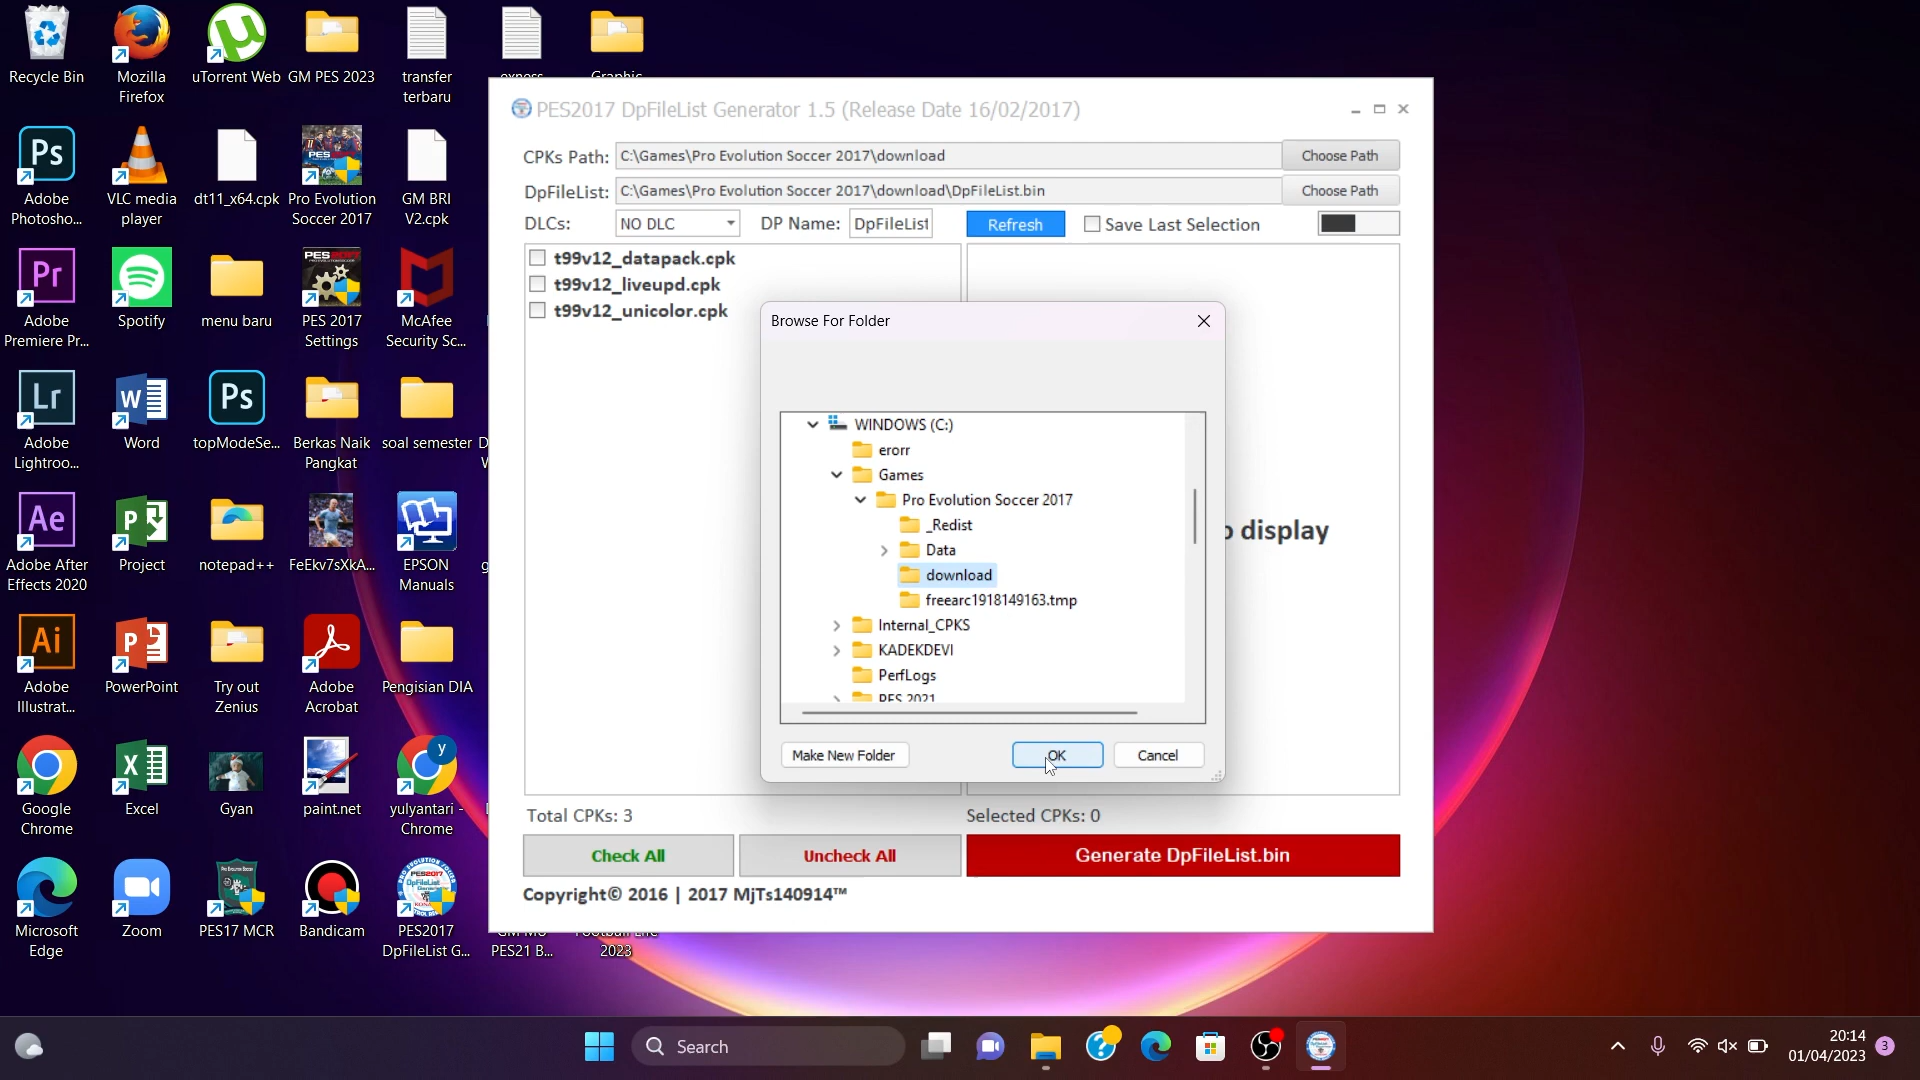 Recycle Bin
Mozilla
Firefox
uTorrent Web
GM PES 2023
transfer
terbaru
Adobe
Photosho...
VLC media
player
dt11_x64.cpk
Pro Evolution
Soccer 2017
GM BRI
V2.cpk
Adobe
Premiere Pr...
Spotify
menu baru
PES 2017
Settings
McAfee
Security Sc...
Adobe
Lightroo...
Word
topModeSe...
Berkas Naik
Pangkat
soal semester
Adobe After
Effects 2020
Project
notepad++
FeEkv7sXkA...
EPSON
Manuals
Adobe
Illustrat...
PowerPoint
Try out
Zenius
Adobe
Acrobat
Pengisian DIA
Google
Chrome
Excel
Gyan
paint.net
yulyantari -
Chrome
Microsoft
Edge
Zoom
PES17 MCR
Bandicam
PES2017
DpFileList G...
PES21 B...
2023
PES2017 DpFileList Generator 1.5 (Release Date 16/02/2017)
CPKs Path: C:\Games\Pro Evolution Soccer 2017\download Choose Path
DpFileList: C:\Games\Pro Evolution Soccer 2017\download\DpFileList.bin Choose Path
DLCs: NO DLC DP Name: DpFileList Refresh Save Last Selection
t99v12_datapack.cpk
t99v12_liveupd.cpk
t99v12_unicolor.cpk
display
Browse For Folder
WINDOWS (C:)
erorr
Games
Pro Evolution Soccer 2017
_Redist
Data
download
freearc1918149163.tmp
Internal_CPKS
KADEKDEVI
PerfLogs
PES 2021
Make New Folder OK Cancel
Total CPKs: 3 Selected CPKs: 0
Check All Uncheck All Generate DpFileList.bin
Copyright© 2016 | 2017 MjTs140914™
Search
20:14
01/04/2023
3